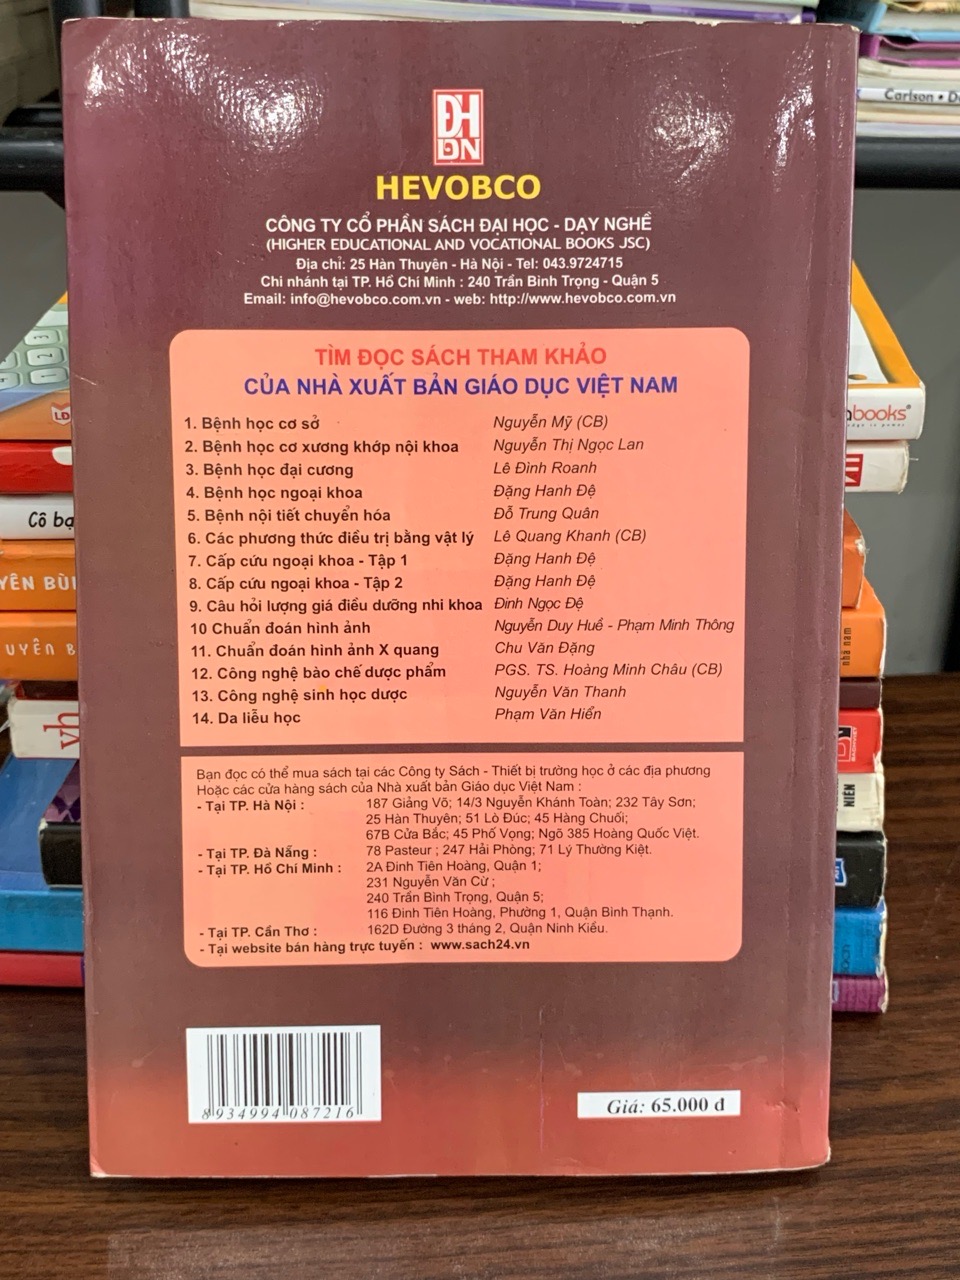 Carlson • D
ĐH
DN
HEVOBCO
CÔNG TY CỔ PHẦN SÁCH ĐẠI HỌC - DẠY NGHỀ
(HIGHER EDUCATIONAL AND VOCATIONAL BOOKS JSC)
Địa chỉ: 25 Hàn Thuyên - Hà Nội - Tel: 043.9724715
Chi nhánh tại TP. Hồ Chí Minh : 240 Trần Bình Trọng - Quận 5
Email: info@hevobco.com.vn - web: http://www.hevobco.com.vn
TÌM ĐỌC SÁCH THAM KHẢO
CỦA NHÀ XUẤT BẢN GIÁO DỤC VIỆT NAM
1. Bệnh học cơ sở Nguyễn Mỹ (CB)
2. Bệnh học cơ xương khớp nội khoa Nguyễn Thị Ngọc Lan
3. Bệnh học đại cương Lê Đình Roanh
4. Bệnh học ngoại khoa Đặng Hanh Đệ
5. Bệnh nội tiết chuyển hóa Đỗ Trung Quân
6. Các phương thức điều trị bằng vật lý Lê Quang Khanh (CB)
7. Cấp cứu ngoại khoa - Tập 1 Đặng Hanh Đệ
8. Cấp cứu ngoại khoa - Tập 2 Đặng Hanh Đệ
9. Câu hỏi lượng giá điều dưỡng nhi khoa Đinh Ngọc Đệ
10 Chuẩn đoán hình ảnh Nguyễn Duy Huề - Phạm Minh Thông
11. Chuẩn đoán hình ảnh X quang Chu Văn Đặng
12. Công nghệ bào chế dược phẩm PGS. TS. Hoàng Minh Châu (CB)
13. Công nghệ sinh học dược Nguyễn Văn Thanh
14. Da liễu học Phạm Văn Hiển
Bạn đọc có thể mua sách tại các Công ty Sách - Thiết bị trường học ở các địa phương
Hoặc các cửa hàng sách của Nhà xuất bản Giáo dục Việt Nam :
- Tại TP. Hà Nội : 187 Giảng Võ; 14/3 Nguyễn Khánh Toàn; 232 Tây Sơn;
25 Hàn Thuyên; 51 Lò Đúc; 45 Hàng Chuối;
67B Cửa Bắc; 45 Phố Vọng; Ngõ 385 Hoàng Quốc Việt.
- Tại TP. Đà Nẵng : 78 Pasteur ; 247 Hải Phòng; 71 Lý Thường Kiệt.
- Tại TP. Hồ Chí Minh : 2A Đinh Tiên Hoàng, Quận 1;
231 Nguyễn Văn Cừ ;
240 Trần Bình Trọng, Quận 5;
116 Đinh Tiên Hoàng, Phường 1, Quận Bình Thạnh.
- Tại TP. Cần Thơ : 162D Đường 3 tháng 2, Quận Ninh Kiều.
- Tại website bán hàng trực tuyến : www.sach24.vn
8 934994 087216
Giá: 65.000 đ
LD
Cô bạ
YÊN BÙI
UYÊN B
vh
books
nhã nam
NIÊN